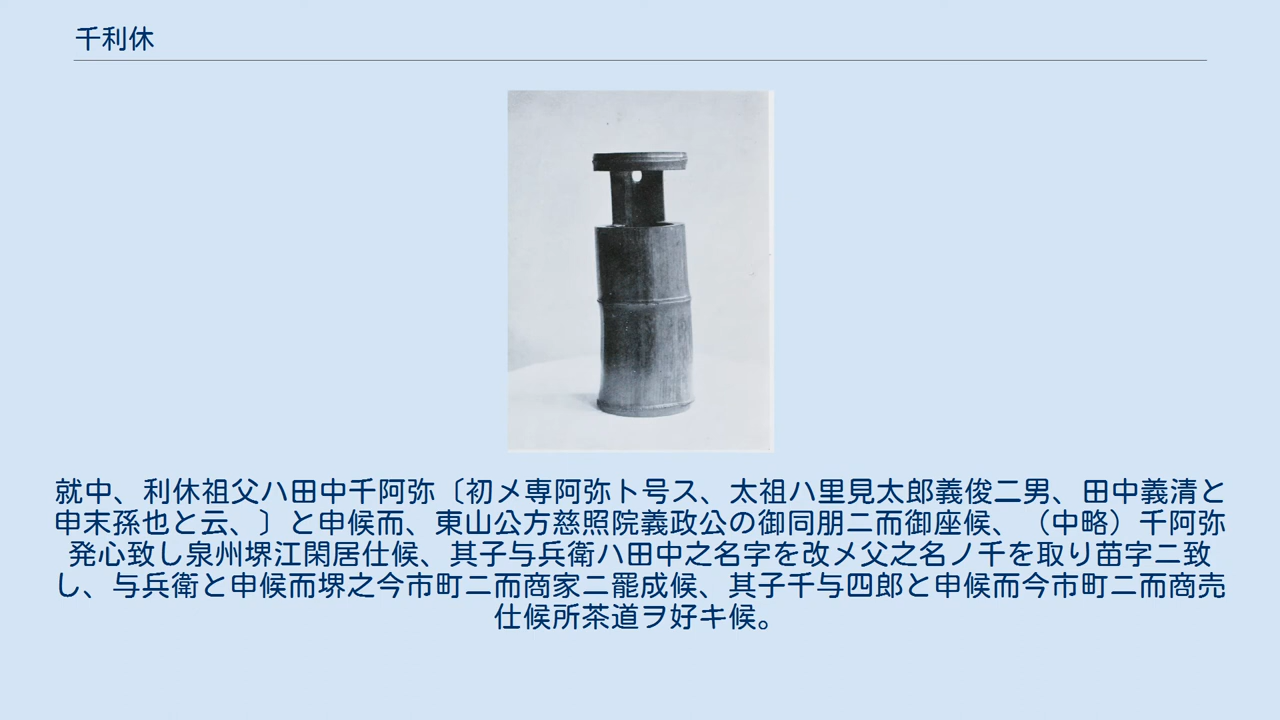 千利休
就中、利休祖父ハ田中千阿弥〔初メ専阿弥ト号ス、太祖ハ里見太郎義俊二男、田中義清と
申末孫也と云、〕と申候而、東山公方慈照院義政公の御同朋ニ而御座候、（中略）千阿弥
発心致し泉州堺江閑居仕候、其子与兵衛ハ田中之名字を改メ父之名ノ千を取り苗字ニ致
し、与兵衛と申候而堺之今市町ニ而商家ニ罷成候、其子千与四郎と申候而今市町ニ而商売
仕候所茶道ヲ好キ候。